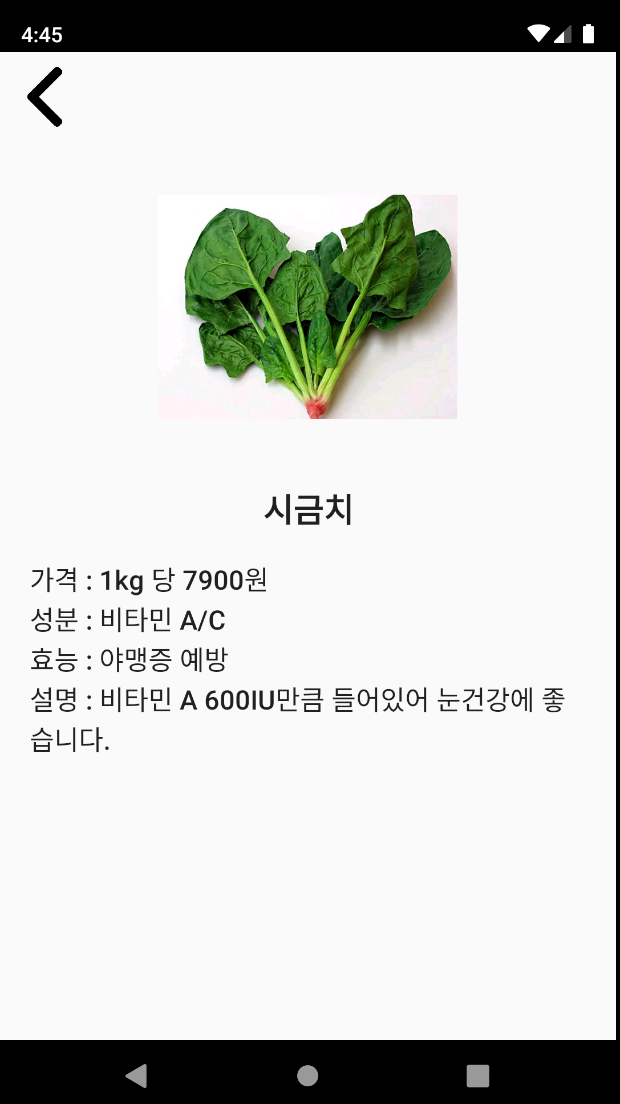 4:45
시금치
가격 : 1kg 당 7900원
성분 : 비타민 A/C
효능 : 야맹증 예방
설명 : 비타민 A 600IU만큼 들어있어 눈건강에 좋
습니다.